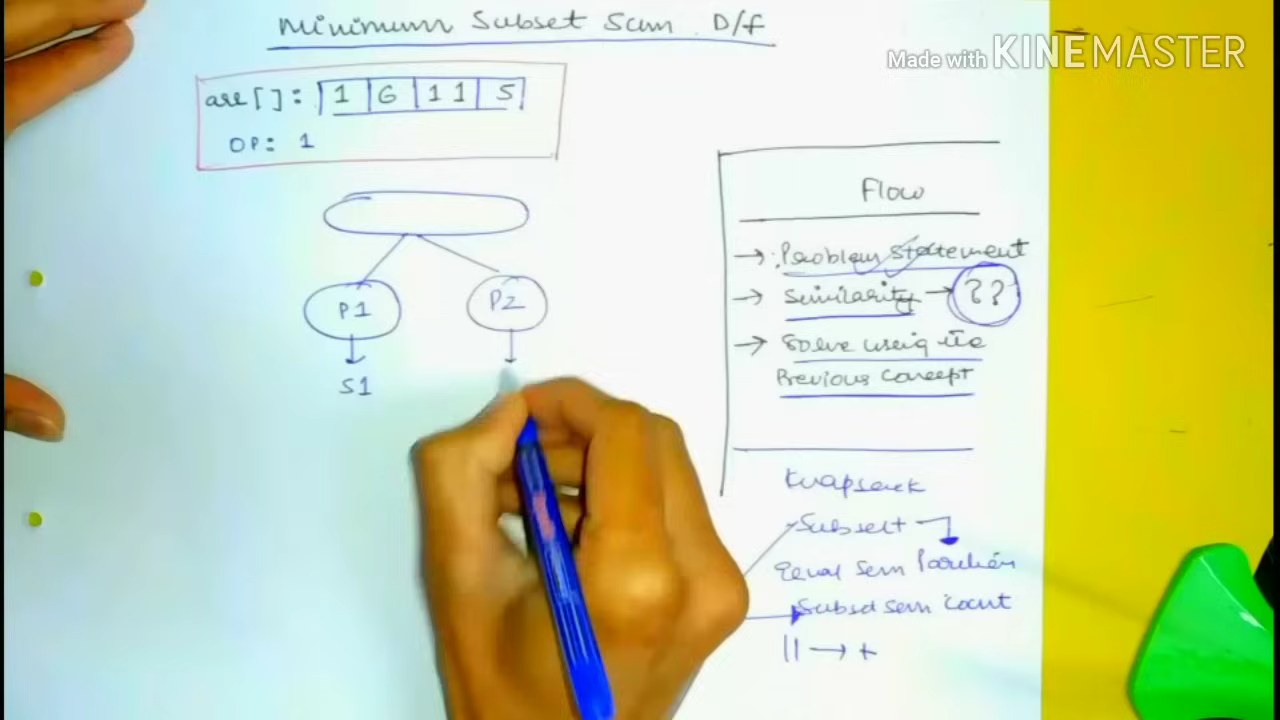 Minimum Subset Sum D/f
Made with KINEMASTER
arr[]: 1 6 11 5
OP: 1
P1
P2
S1
Flow
→ Problem Statement
→ Similarity → ??
→ Solve using the
Previous Concept
Knapsack
Subset
Equal Sum Partition
Subset sum count
|| → +